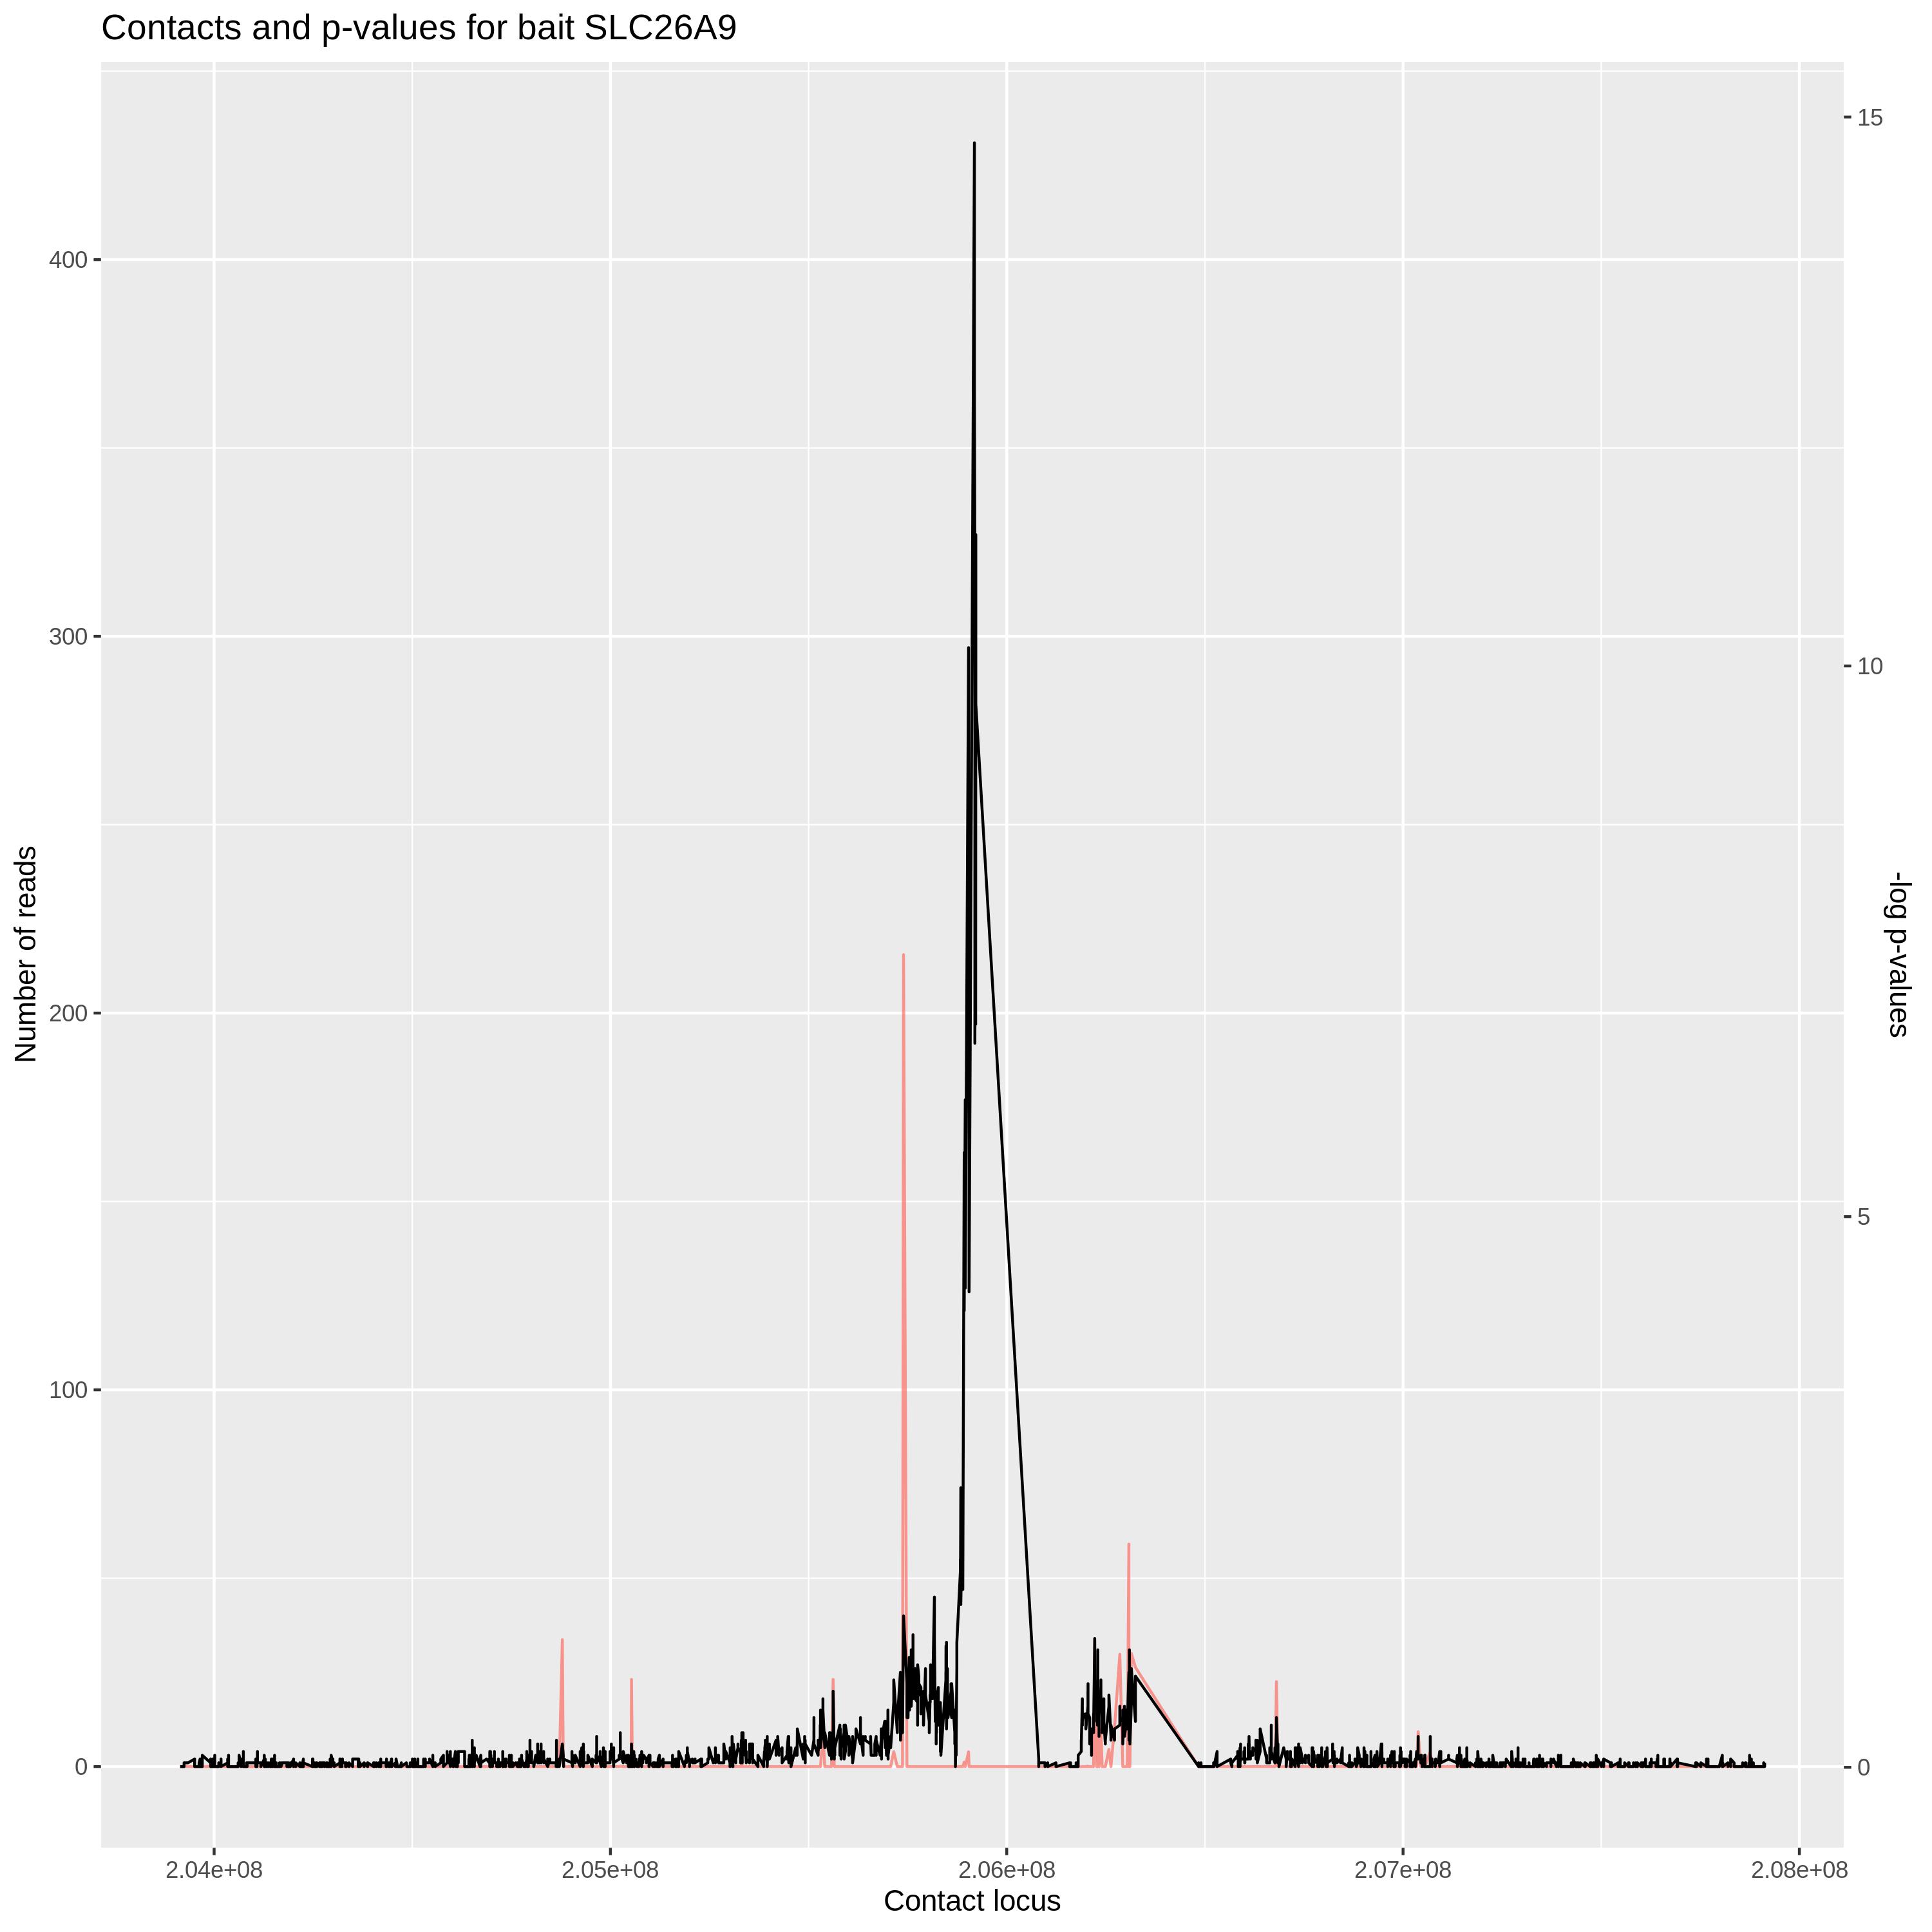 Contacts and p-values for bait SLC26A9
15
400
300
10
Number of reads
-log p-values
200
5
100
0
0
2.04e+08 2.05e+08 2.06e+08 2.07e+08 2.08e+08
Contact locus